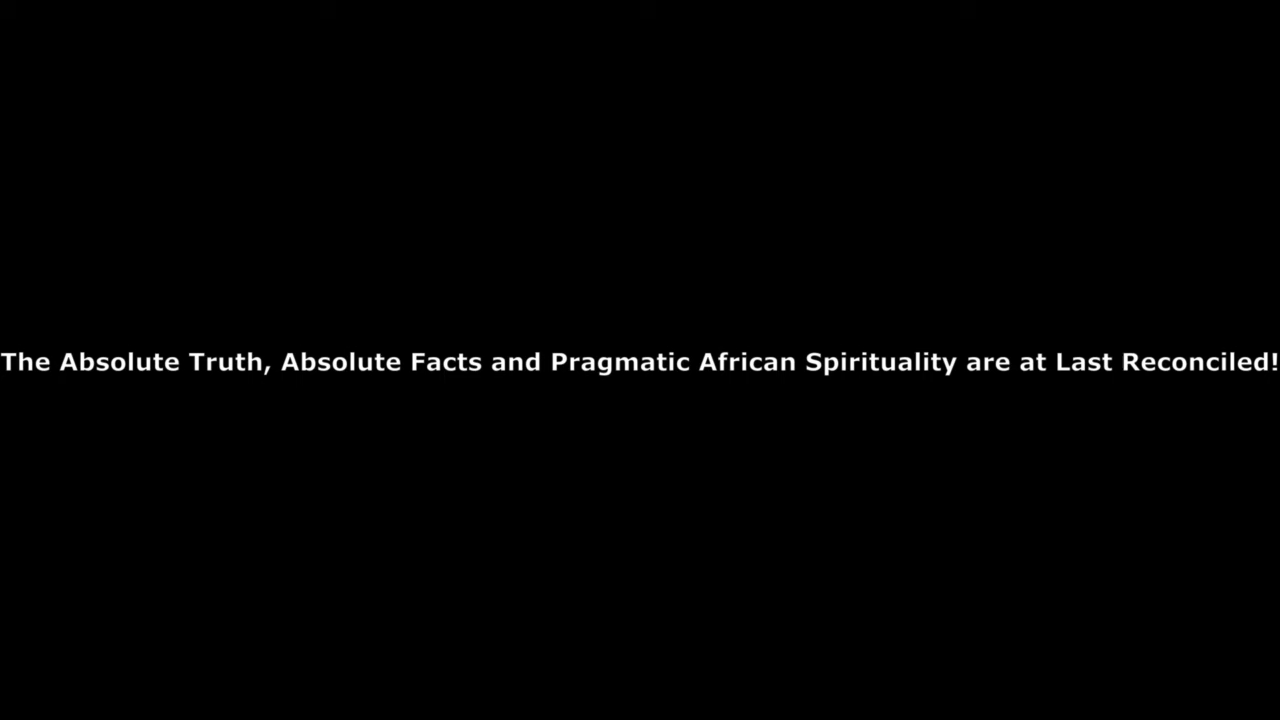 The Absolute Truth, Absolute Facts and Pragmatic African Spirituality are at Last Reconciled!